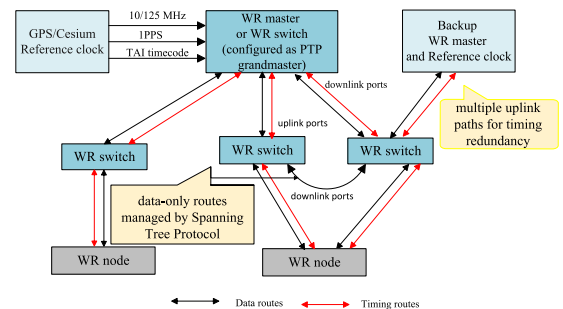 GPS/Cesium
Reference clock
10/125 MHz
1PPS
TAI timecode
WR master
or WR switch
(configured as PTP
grandmaster)
Backup
WR master
and Reference clock
downlink ports
uplink ports
multiple uplink
paths for timing
redundancy
WR switch
WR switch
WR switch
data-only routes
managed by Spanning
Tree Protocol
downlink ports
WR node
WR node
Data routes
Timing routes